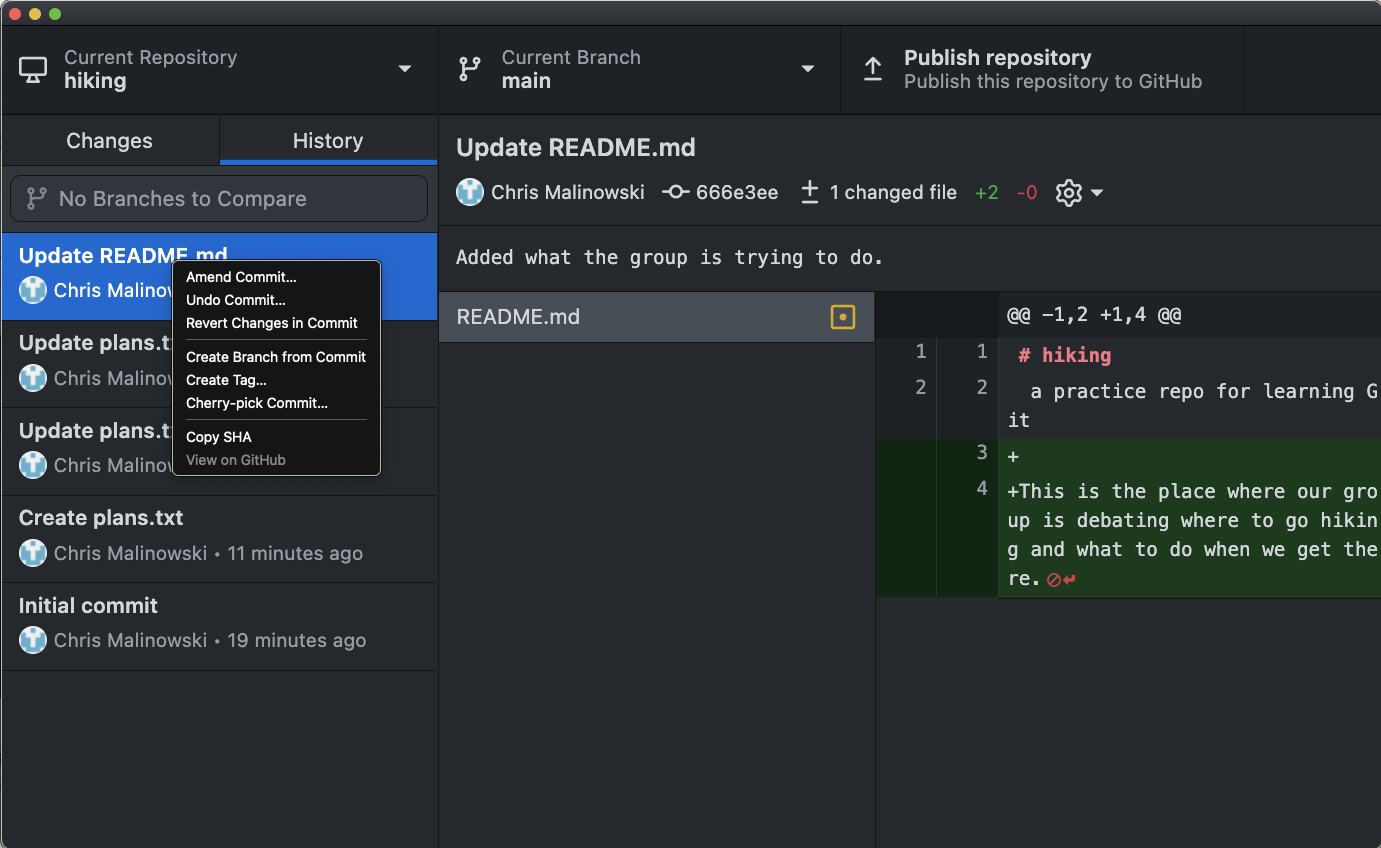 Current Repository
hiking
Current Branch
main
Publish repository
Publish this repository to GitHub
Changes
History
No Branches to Compare
Update README.md
Chris Malinow
Update plans.t
Chris Malinow
Update plans.t
Chris Malinow
Create plans.txt
Chris Malinowski • 11 minutes ago
Initial commit
Chris Malinowski • 19 minutes ago
Amend Commit...
Undo Commit...
Revert Changes in Commit
Create Branch from Commit
Create Tag...
Cherry-pick Commit...
Copy SHA
View on GitHub
Update README.md
Chris Malinowski 666e3ee ± 1 changed file +2 -0
Added what the group is trying to do.
README.md
@@ -1,2 +1,4 @@
1 1 # hiking
2 2 a practice repo for learning G
it
3 +
4 +This is the place where our gro
up is debating where to go hikin
g and what to do when we get the
re.